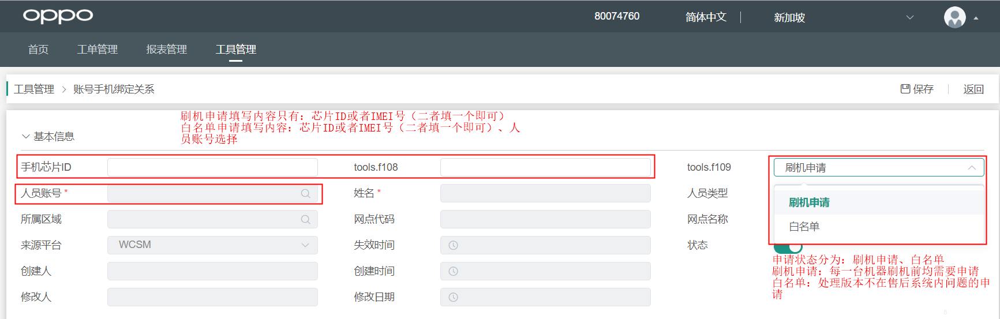 oppo
80074760 简体中文 新加坡
首页 工单管理 报表管理 工具管理
工具管理 > 账号手机绑定关系 保存 返回
刷机申请填写内容只有：芯片ID或者IMEI号（二者填一个即可）
白名单申请填写内容：芯片ID或者IMEI号（二者填一个即可）、人
员账号选择
基本信息
手机芯片ID tools.f108 tools.f109 刷机申请
人员账号 * 姓名 * 人员类型
刷机申请
所属区域 网点代码 网点名称
白名单
来源平台 WCSM 失效时间 状态
申请状态分为：刷机申请、白名单
刷机申请；每一台机器刷机前均需要申请
白名单：处理版本不在售后系统内问题的申
请
创建人 创建时间
修改人 修改日期
8